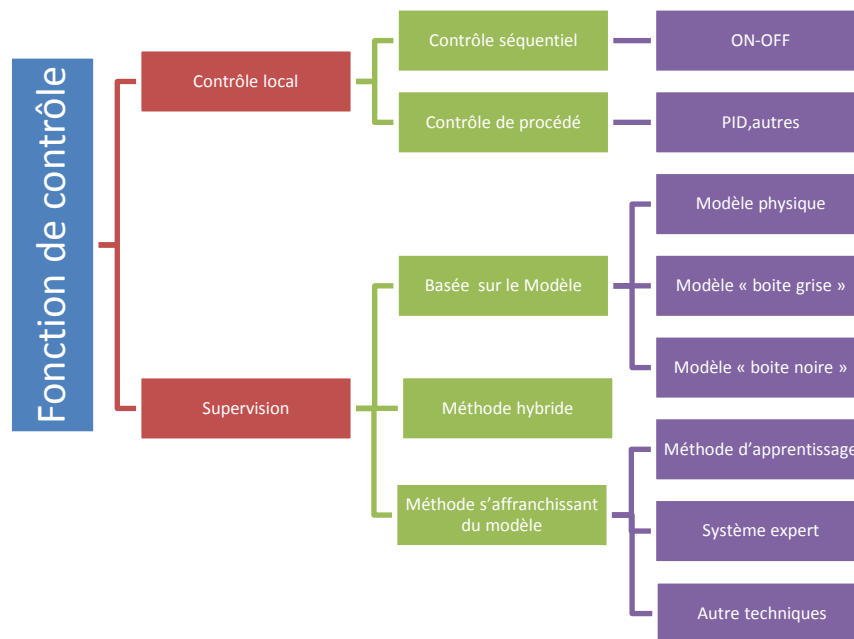 Fonction de contrôle
Contrôle local
Contrôle séquentiel
ON-OFF
Contrôle de procédé
PID,autres
Supervision
Basée sur le Modèle
Modèle physique
Modèle « boite grise »
Modèle « boite noire »
Méthode hybride
Méthode s'affranchissant
du modèle
Méthode d'apprentissage
Système expert
Autre techniques